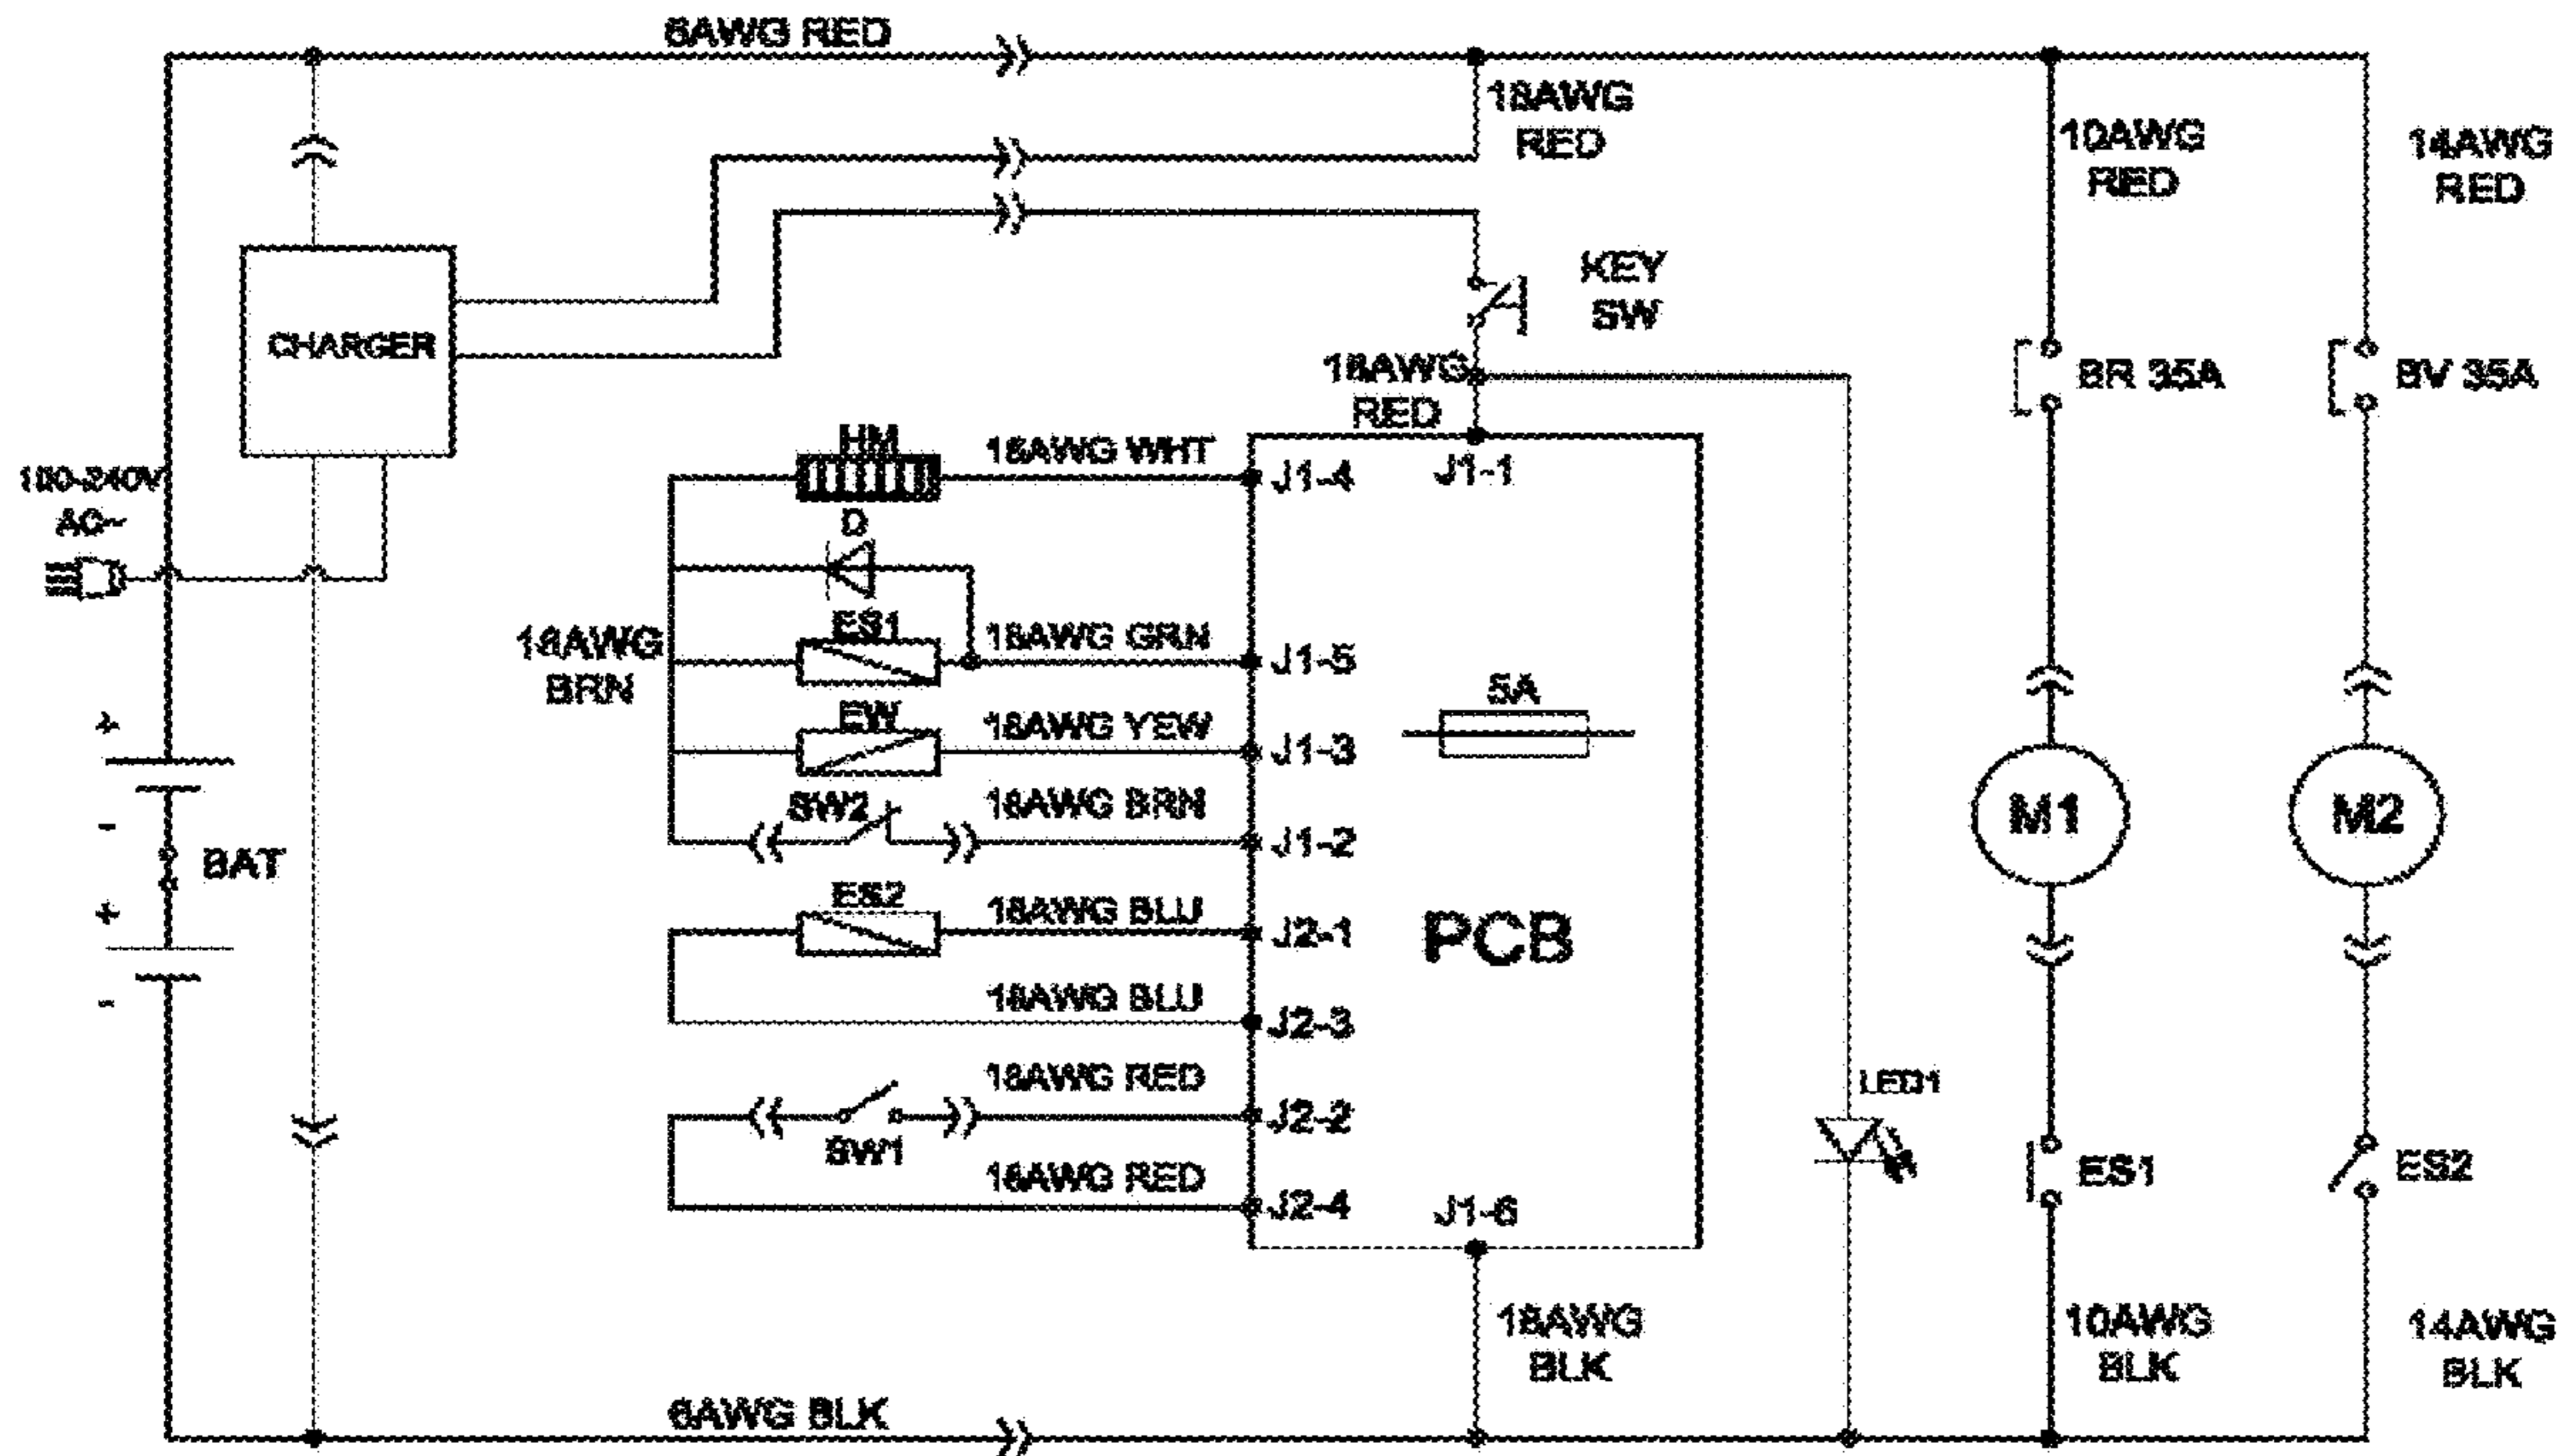 6AWG RED
18AWG
RED
10AWG
RED
14AWG
RED
KEY
SW
CHARGER
18AWG
RED
BR 35A
BV 35A
100-240V
AC~
HM
18AWG WHT
J1-4
J1-1
D
18AWG
BRN
ES1
18AWG GRN
J1-5
5A
EW
18AWG YEW
J1-3
SW2
18AWG BRN
J1-2
+
-
BAT
+
-
M1
M2
ES2
18AWG BLU
J2-1
PCB
18AWG BLU
J2-3
18AWG RED
J2-2
SW1
18AWG RED
J2-4
J1-6
LED1
ES1
ES2
18AWG
BLK
10AWG
BLK
14AWG
BLK
6AWG BLK